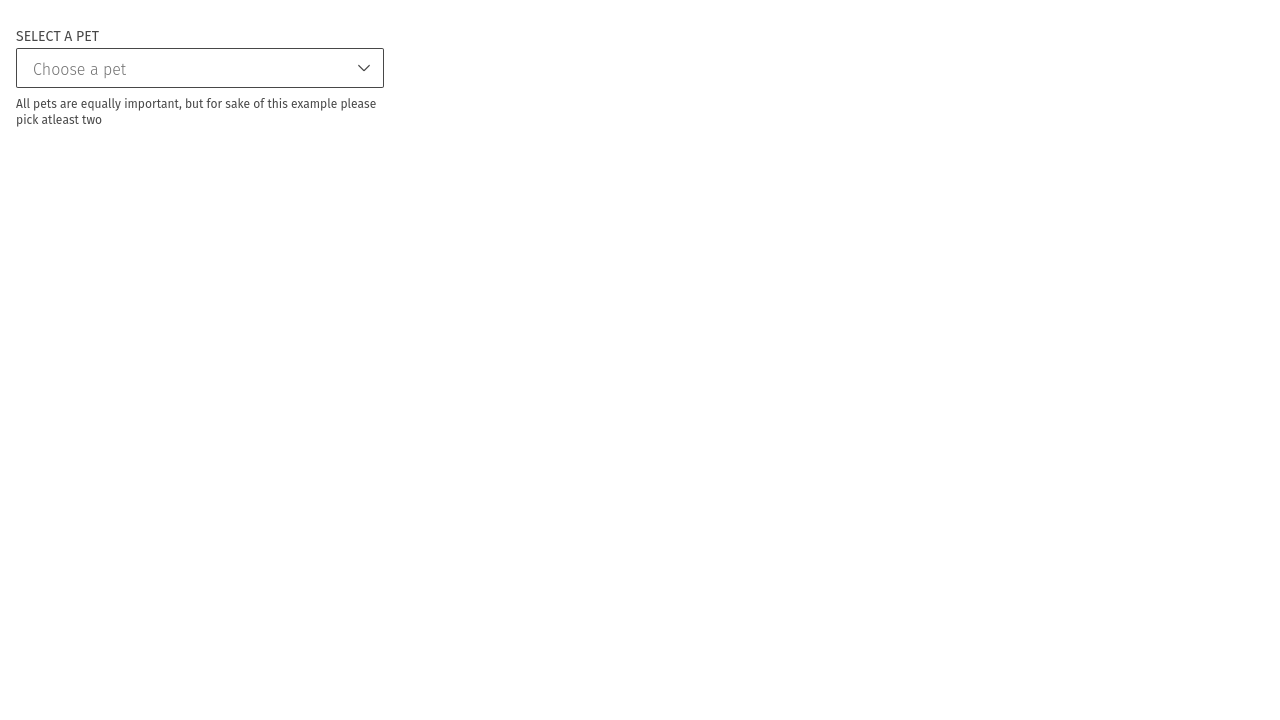 SELECT A PET
Choose a pet
All pets are equally important, but for sake of this example please
pick atleast two